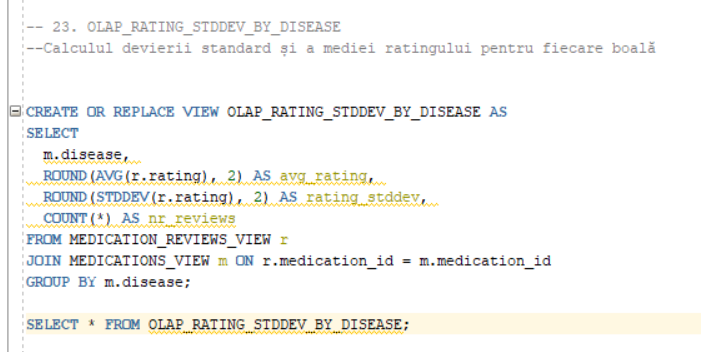 -- 23. OLAP_RATING_STDDEV_BY_DISEASE
--Calculul devierii standard și a mediei ratingului pentru fiecare boală
CREATE OR REPLACE VIEW OLAP_RATING_STDDEV_BY_DISEASE AS
SELECT
m.disease,
ROUND(AVG(r.rating), 2) AS avg_rating,
ROUND(STDDEV(r.rating), 2) AS rating_stddev,
COUNT(*) AS nr_reviews
FROM MEDICATION_REVIEWS_VIEW r
JOIN MEDICATIONS_VIEW m ON r.medication_id = m.medication_id
GROUP BY m.disease;
SELECT * FROM OLAP_RATING_STDDEV_BY_DISEASE;